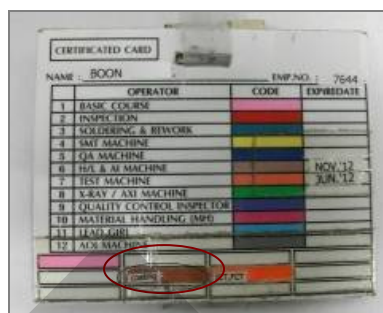 CERTIFICATED CARD
NAME : BOON EMP.NO. : 7644
OPERATOR CODE EXPIREDATE
1 BASIC COURSE
2 INSPECTION
3 SOLDERING & REWORK
4 SMT MACHINE
5 QA MACHINE
6 H/L & AI MACHINE NOV.'12
7 TEST MACHINE JUN.'12
8 X-RAY / AXI MACHINE
9 QUALITY CONTROL INSPECTOR
10 MATERIAL HANDLING (MH)
11 LEAD GIRL
12 AOI MACHINE